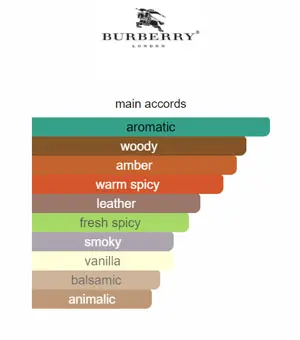 BURBERRY®
LONDON
main accords
aromatic
woody
amber
warm spicy
leather
fresh spicy
smoky
vanilla
balsamic
animalic